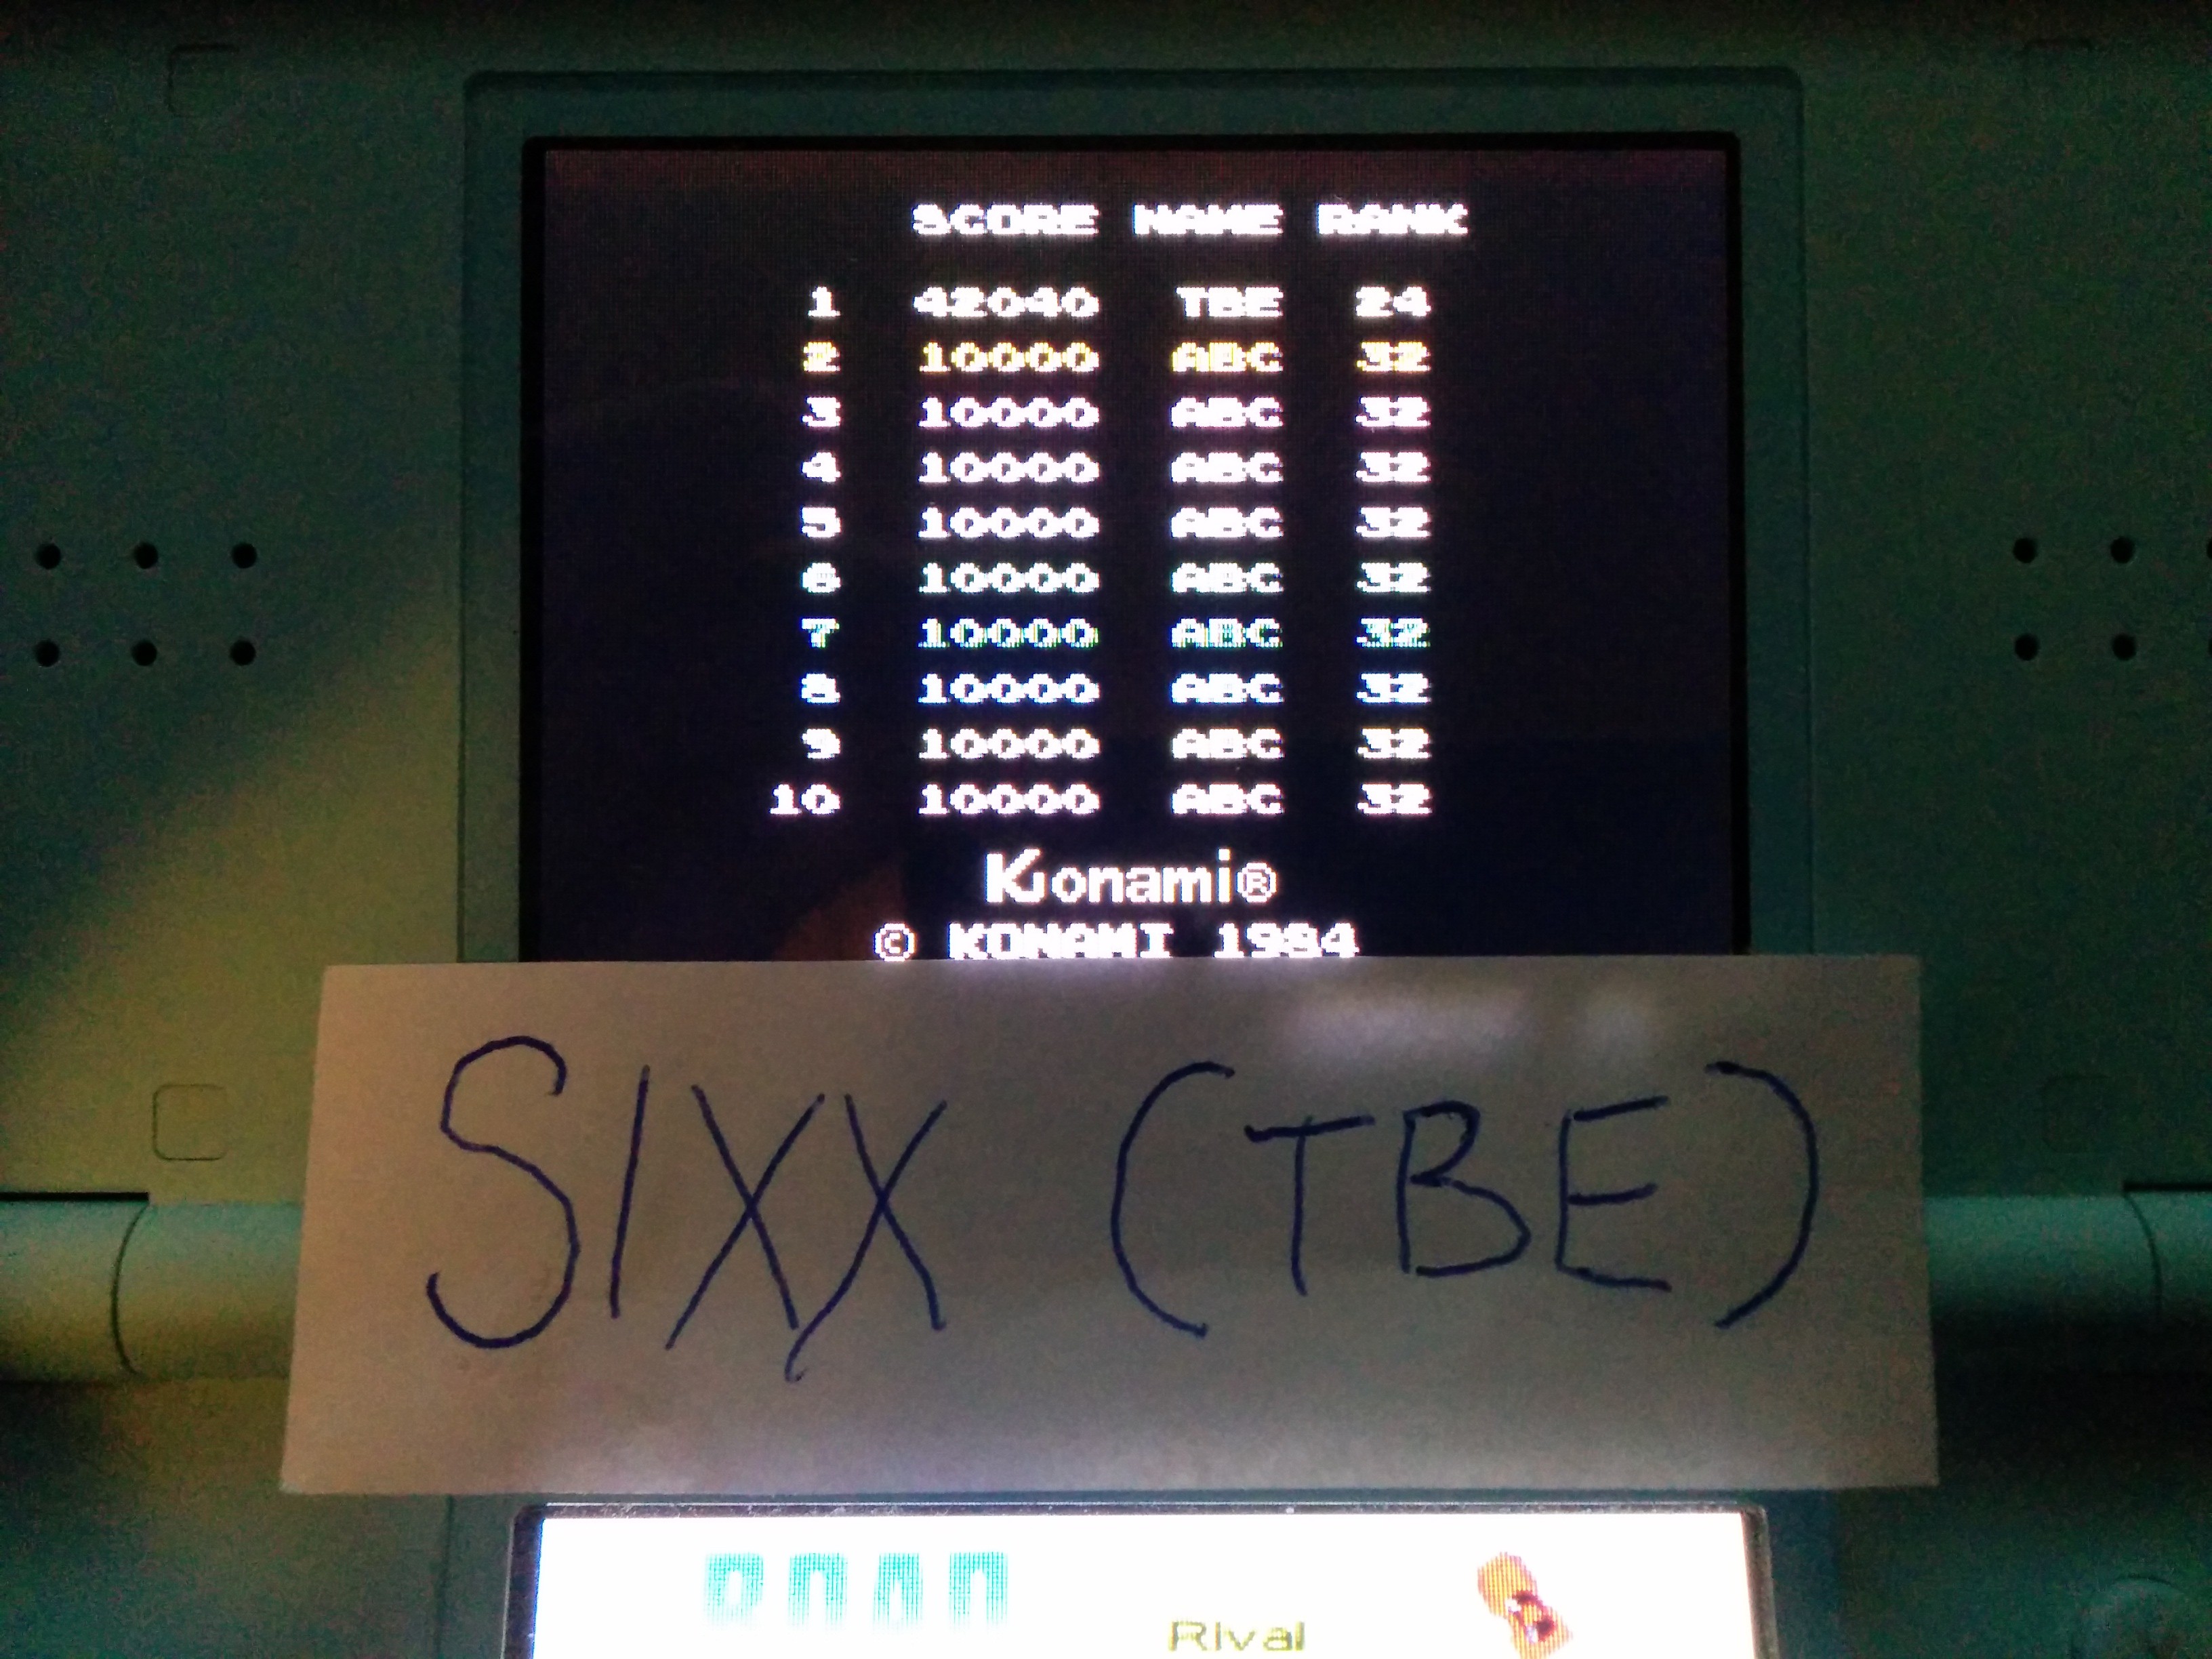 SCORE NAME RANK
1 42040 TBE 24
2 10000 ABC 32
3 10000 ABC 32
4 10000 ABC 32
5 10000 ABC 32
6 10000 ABC 32
7 10000 ABC 32
8 10000 ABC 32
9 10000 ABC 32
10 10000 ABC 32
Konami®
© KONAMI 1984
SIXX (TBE)
ROAD
Rival